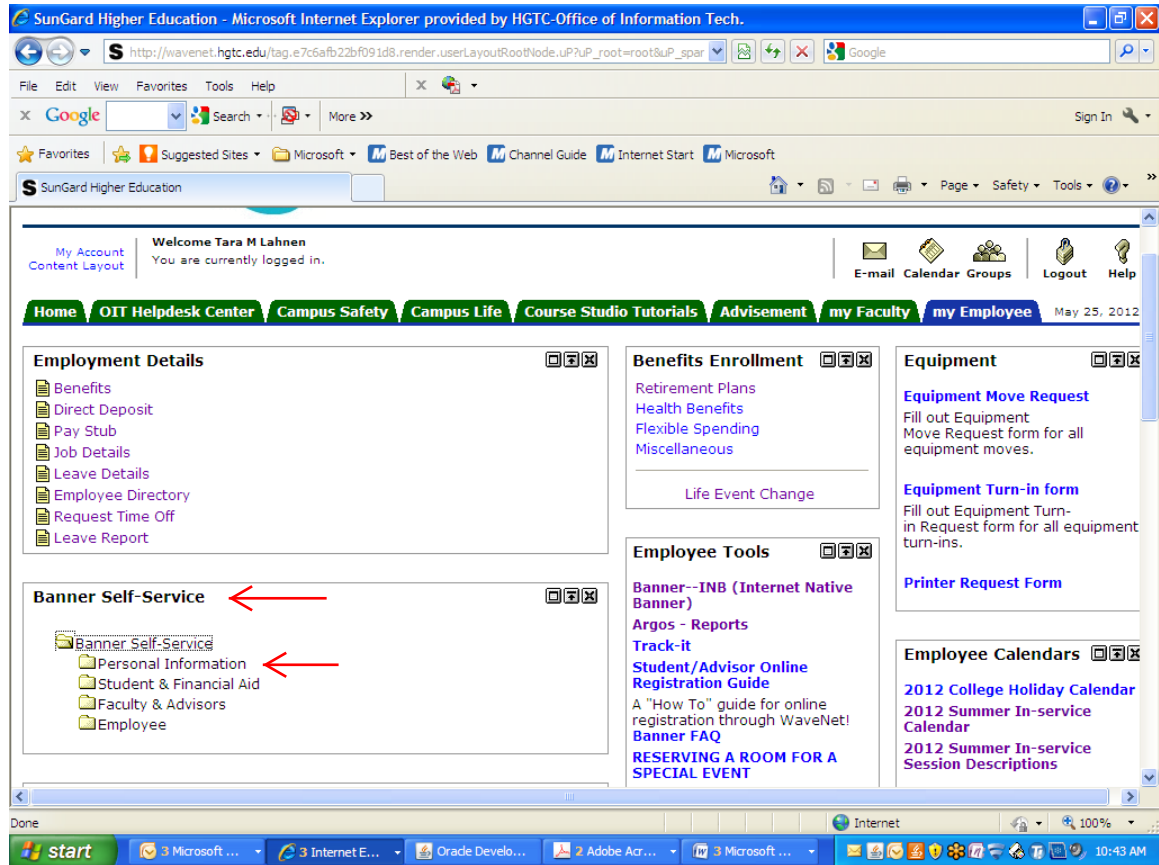 SunGard Higher Education - Microsoft Internet Explorer provided by HGTC-Office of Information Tech.
http://wavenet.hgtc.edu/tag.e7c6afb22bf091d8.render.userLayoutRootNode.uP?uP_root=root&uP_spar
Google
File Edit View Favorites Tools Help
x Google Search More >> Sign In
Favorites Suggested Sites Microsoft Best of the Web Channel Guide Internet Start Microsoft
SunGard Higher Education Page Safety Tools
My Account
Content Layout
Welcome Tara M Lahnen
You are currently logged in.
E-mail Calendar Groups Logout Help
Home OIT Helpdesk Center Campus Safety Campus Life Course Studio Tutorials Advisement my Faculty my Employee May 25, 2012
Employment Details
Benefits
Direct Deposit
Pay Stub
Job Details
Leave Details
Employee Directory
Request Time Off
Leave Report
Banner Self-Service
Banner Self-Service
Personal Information
Student & Financial Aid
Faculty & Advisors
Employee
Benefits Enrollment
Retirement Plans
Health Benefits
Flexible Spending
Miscellaneous
Life Event Change
Employee Tools
Banner--INB (Internet Native
Banner)
Argos - Reports
Track-it
Student/Advisor Online
Registration Guide
A "How To" guide for online
registration through WaveNet!
Banner FAQ
RESERVING A ROOM FOR A
SPECIAL EVENT
Equipment
Equipment Move Request
Fill out Equipment
Move Request form for all
equipment moves.
Equipment Turn-in form
Fill out Equipment Turn-
in Request form for all equipment
turn-ins.
Printer Request Form
Employee Calendars
2012 College Holiday Calendar
2012 Summer In-service
Calendar
2012 Summer In-service
Session Descriptions
Done Internet 100%
start 3 Microsoft ... 3 Internet E... Oracle Develo... 2 Adobe Acr... 3 Microsoft ... 10:43 AM